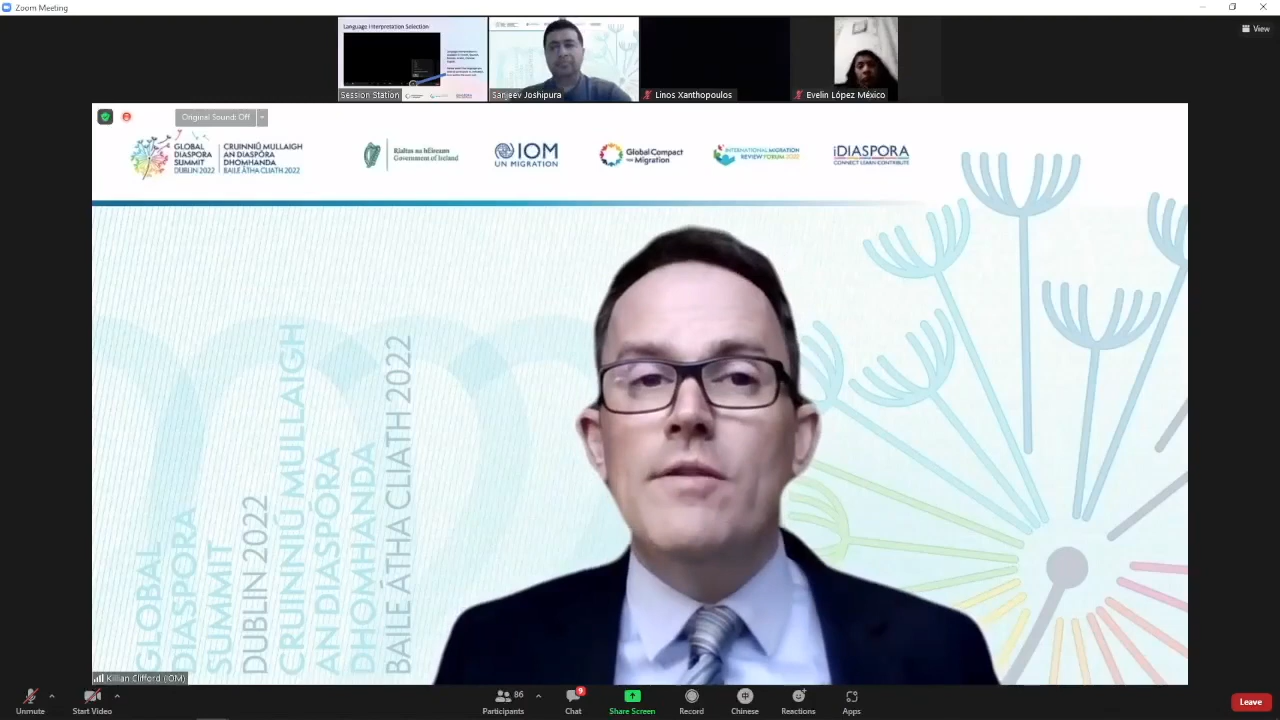 Zoom Meeting
View
Language Interpretation Selection
Session Station
Sanjeev Joshipura
Linos Xanthopoulos
Evelin López México
Original Sound: Off
GLOBAL
DIASPORA
SUMMIT
DUBLIN 2022
CRUINNIÚ MULLAIGH
AN DIASPÓRA
DHOMHANDA
BAILE ÁTHA CLIATH 2022
Rialtas na hÉireann
Government of Ireland
IOM
UN MIGRATION
Global Compact
Migration
INTERNATIONAL MIGRATION
REVIEW FORUM 2022
iDIASPORA
CONNECT LEARN CONTRIBUTE
GLOBAL
DIASPORA
SUMMIT
DUBLIN 2022
CRUINNIÚ MULLAIGH
AN DIASPÓRA
DHOMHANDA
BAILE ÁTHA CLIATH 2022
Killian Clifford (IOM)
Unmute
Start Video
86
Participants
9
Chat
Share Screen
Record
中
Chinese
Reactions
Apps
Leave